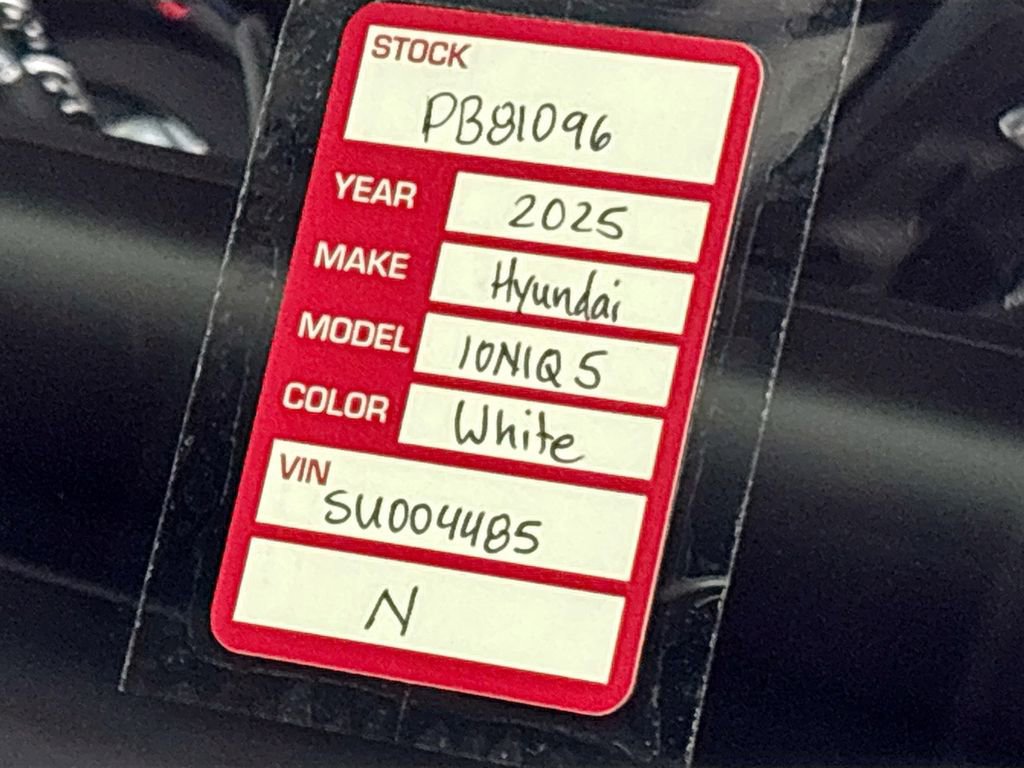 STOCK
PB81096
YEAR 2025
MAKE Hyundai
MODEL IONIQ 5
COLOR White
VIN
SU004485
N